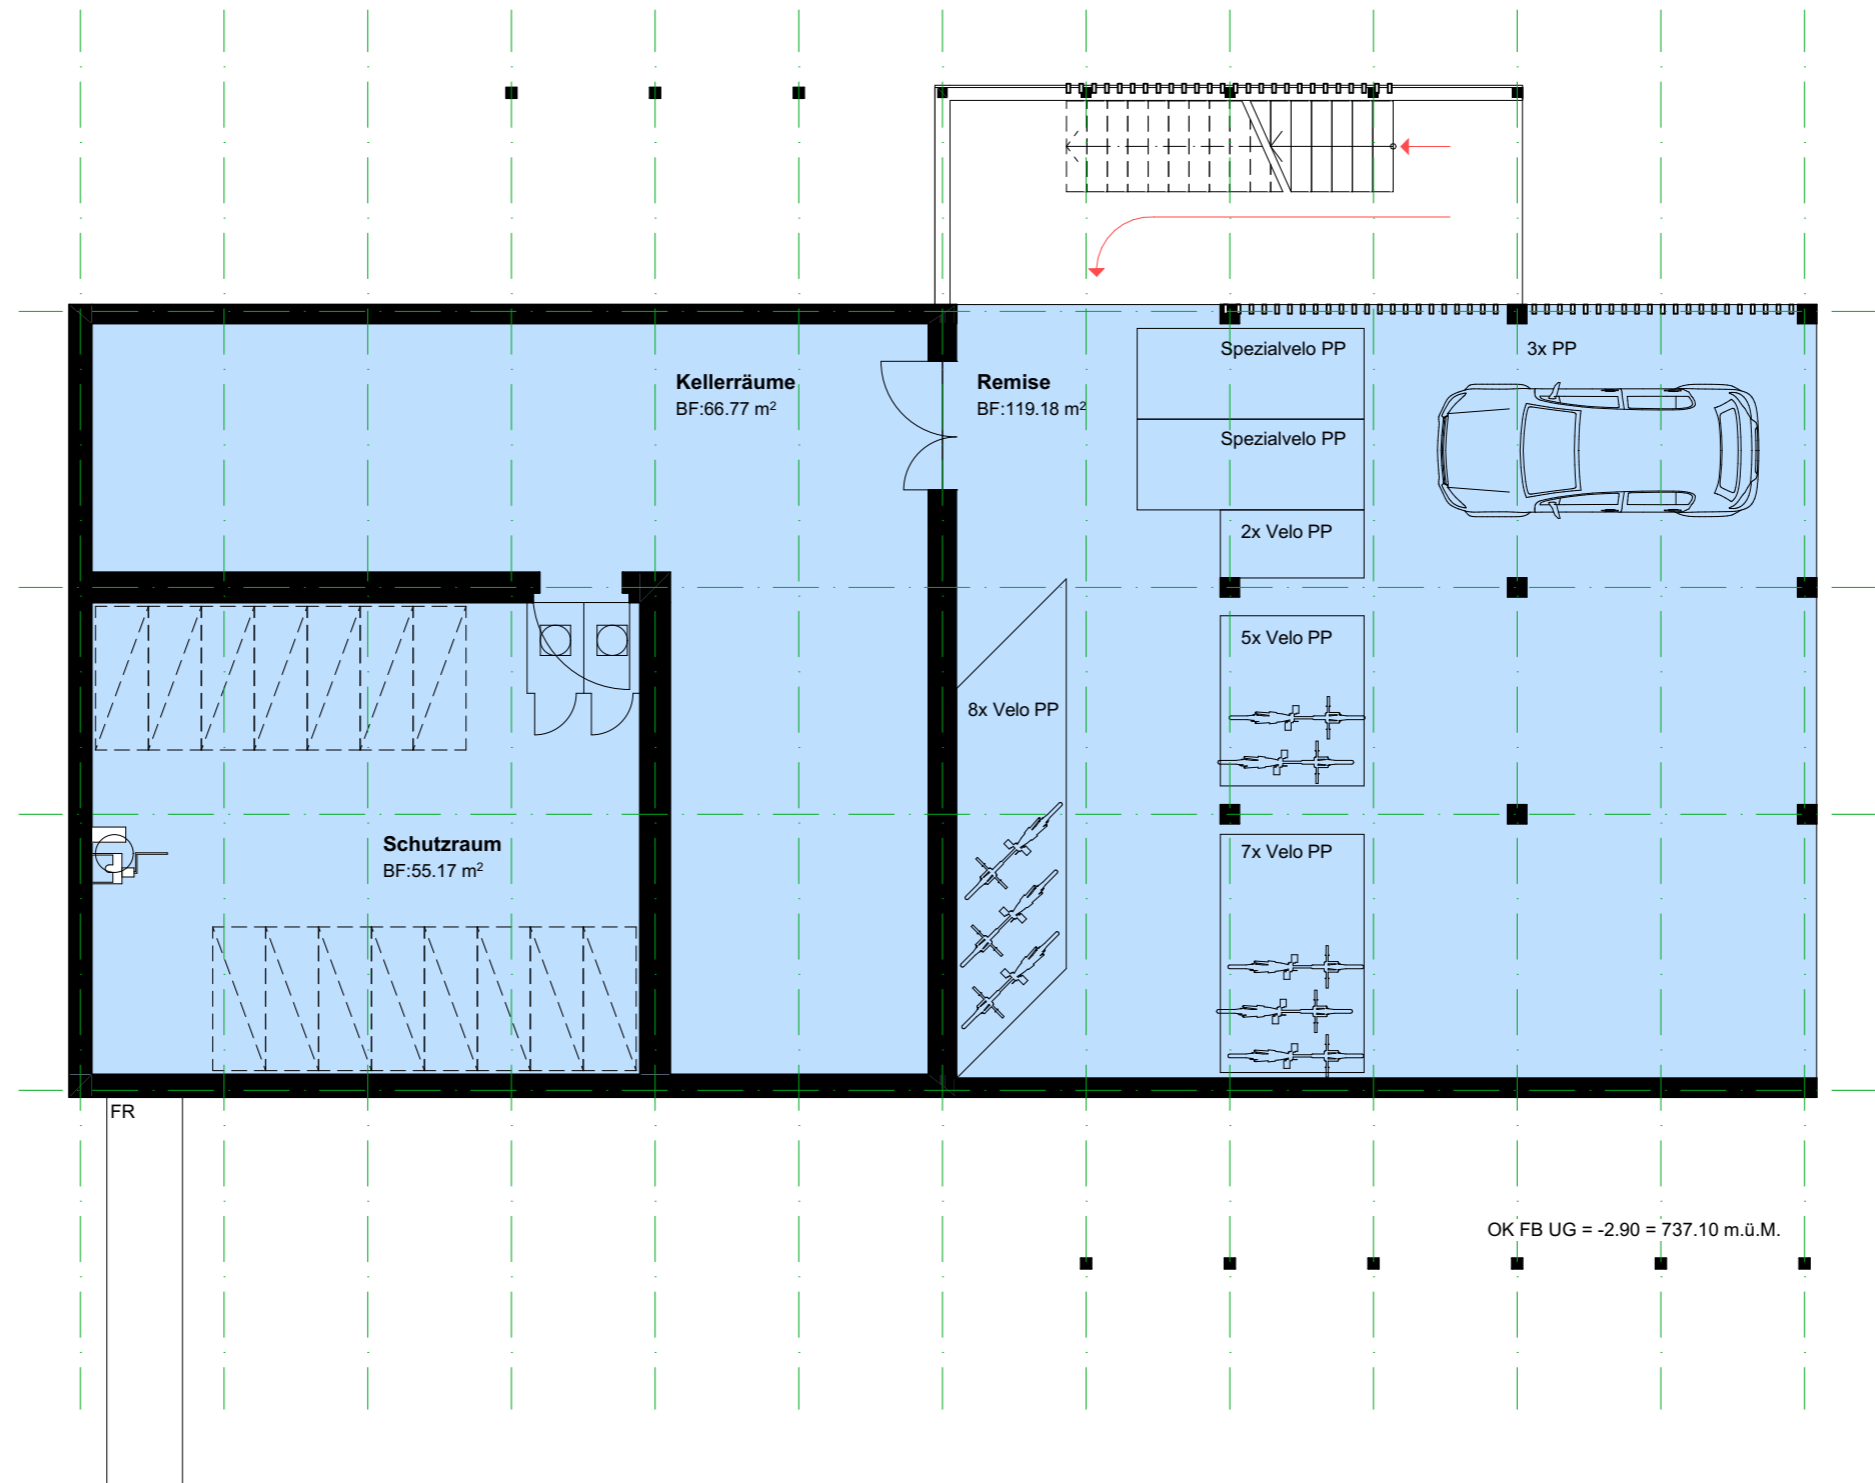 Spezialvelo PP
3x PP
Kellerräume
BF:66.77 m²
Remise
BF:119.18 m²
Spezialvelo PP
2x Velo PP
5x Velo PP
8x Velo PP
Schutzraum
BF:55.17 m²
7x Velo PP
FR
OK FB UG = -2.90 = 737.10 m.ü.M.